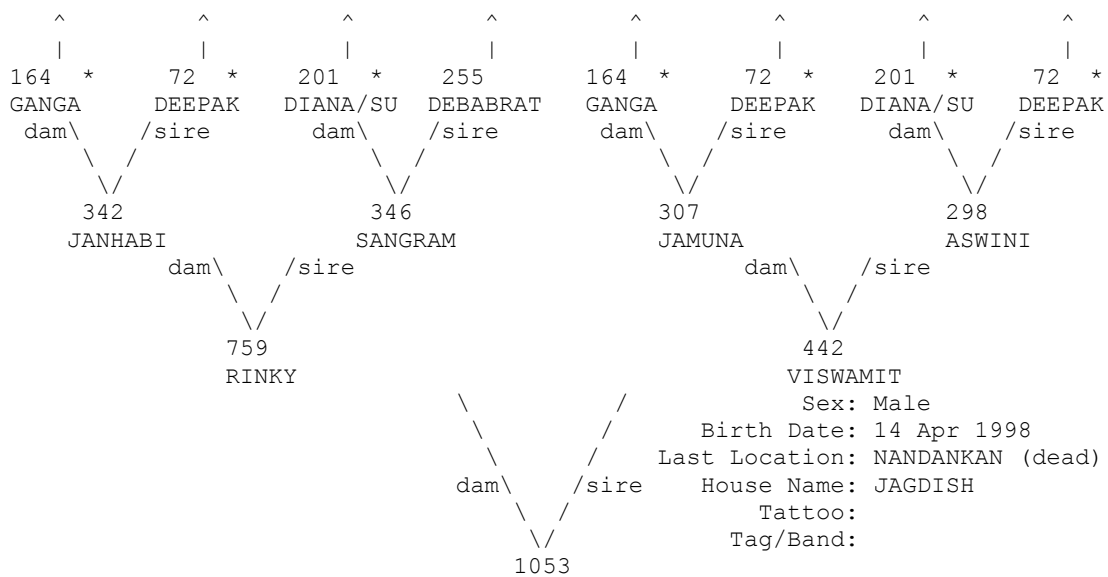 ^ ^ ^ ^ ^ ^ ^ ^
| | | | | | | |
164 * 72 * 201 * 255 164 * 72 * 201 * 72 *
GANGA DEEPAK DIANA/SU DEBABRAT GANGA DEEPAK DIANA/SU DEEPAK
dam\ /sire dam\ /sire dam\ /sire dam\ /sire
\ / \ / \ / \ /
\/ \/ \/ \/
342 346 307 298
JANHABI SANGRAM JAMUNA ASWINI
dam\ /sire dam\ /sire
\ / \ /
\/ \/
759 442
RINKY VISWAMIT
\ / Sex: Male
\ / Birth Date: 14 Apr 1998
\ / Last Location: NANDANKAN (dead)
dam\ /sire House Name: JAGDISH
\ / Tattoo:
\/ Tag/Band:
1053